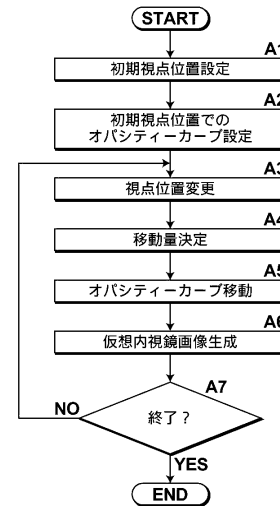 START
A1
初期視点位置設定
A2
初期視点位置での
オパシティーカーブ設定
A3
視点位置変更
A4
移動量決定
A5
オパシティーカーブ移動
A6
仮想内視鏡画像生成
A7
終了？
NO
YES
END